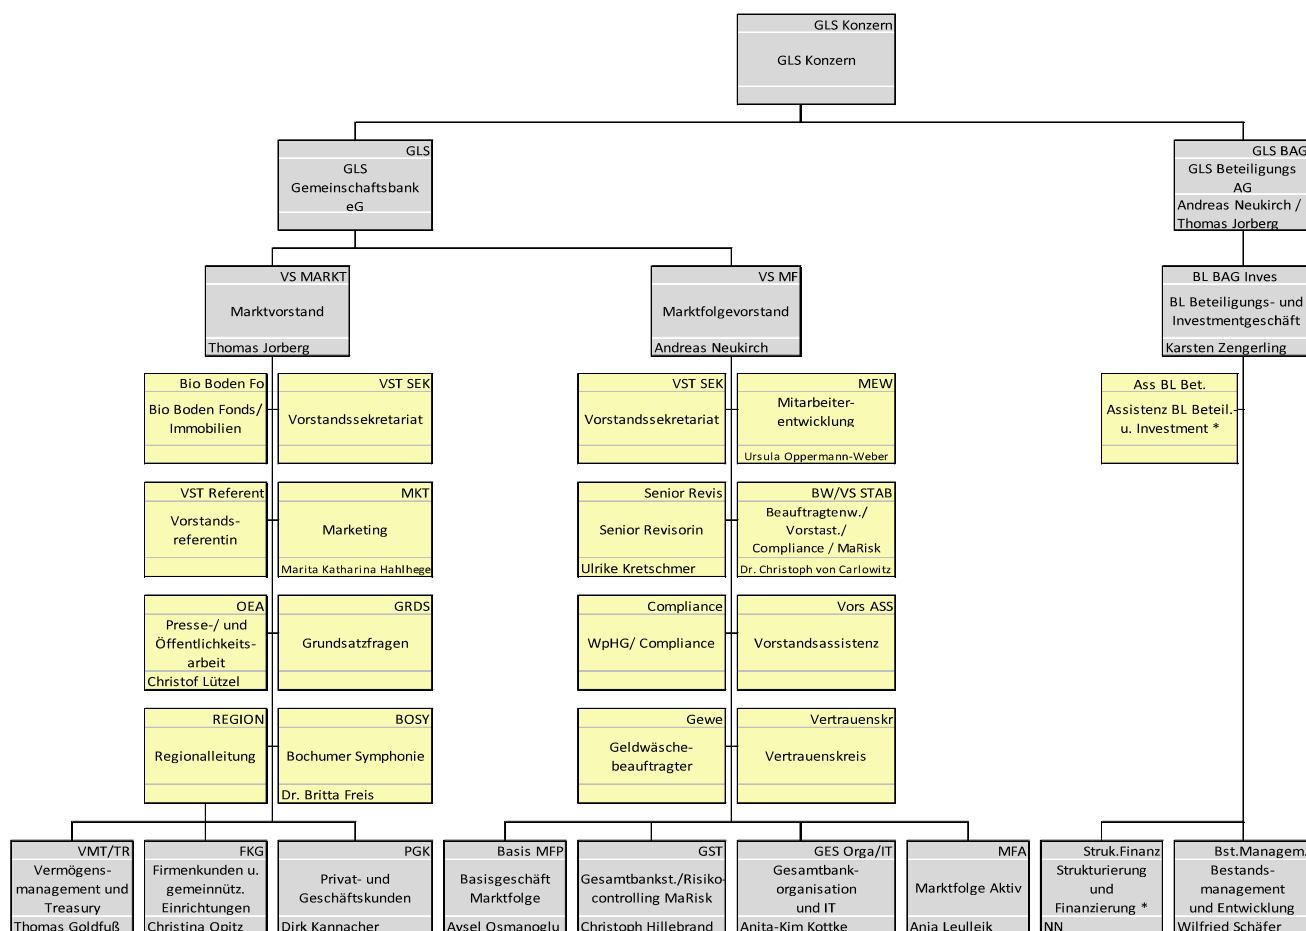 GLS Konzern
GLS Konzern
GLS
GLS
Gemeinschaftsbank
eG
GLS BAG
GLS Beteiligungs
AG
Andreas Neukirch /
Thomas Jorberg
VS MARKT
Marktvorstand
Thomas Jorberg
VS MF
Marktfolgevorstand
Andreas Neukirch
BL BAG Inves
BL Beteiligungs- und
Investmentgeschäft
Karsten Zengerling
Bio Boden Fo
Bio Boden Fonds/
Immobilien
VST SEK
Vorstandssekretariat
VST SEK
Vorstandssekretariat
MEW
Mitarbeiter-
entwicklung
Ursula Oppermann-Weber
Ass BL Bet.
Assistenz BL Beteil.-
u. Investment *
VST Referent
Vorstands-
referentin
MKT
Marketing
Marita Katharina Hahlhege
Senior Revis
Senior Revisorin
Ulrike Kretschmer
BW/VS STAB
Beauftragtenw./
Vorstast./
Compliance / MaRisk
Dr. Christoph von Carlowitz
OEA
Presse-/ und
Öffentlichkeits-
arbeit
Christof Lützel
GRDS
Grundsatzfragen
Compliance
WpHG/ Compliance
Vors ASS
Vorstandsassistenz
REGION
Regionalleitung
BOSY
Bochumer Symphonie
Dr. Britta Freis
Gewe
Geldwäsche-
beauftragter
Vertrauenskr
Vertrauenskreis
VMT/TR
Vermögens-
management und
Treasury
Thomas Goldfuß
FKG
Firmenkunden u.
gemeinnütz.
Einrichtungen
Christina Opitz
PGK
Privat- und
Geschäftskunden
Dirk Kannacher
Basis MFP
Basisgeschäft
Marktfolge
Aysel Osmanoglu
GST
Gesamtbankst./Risiko-
controlling MaRisk
Christoph Hillebrand
GES Orga/IT
Gesamtbank-
organisation
und IT
Anita-Kim Kottke
MFA
Marktfolge Aktiv
Anja Leulleik
Struk.Finanz
Strukturierung
und
Finanzierung *
NN
Bst.Managem.
Bestands-
management
und Entwicklung
Wilfried Schäfer